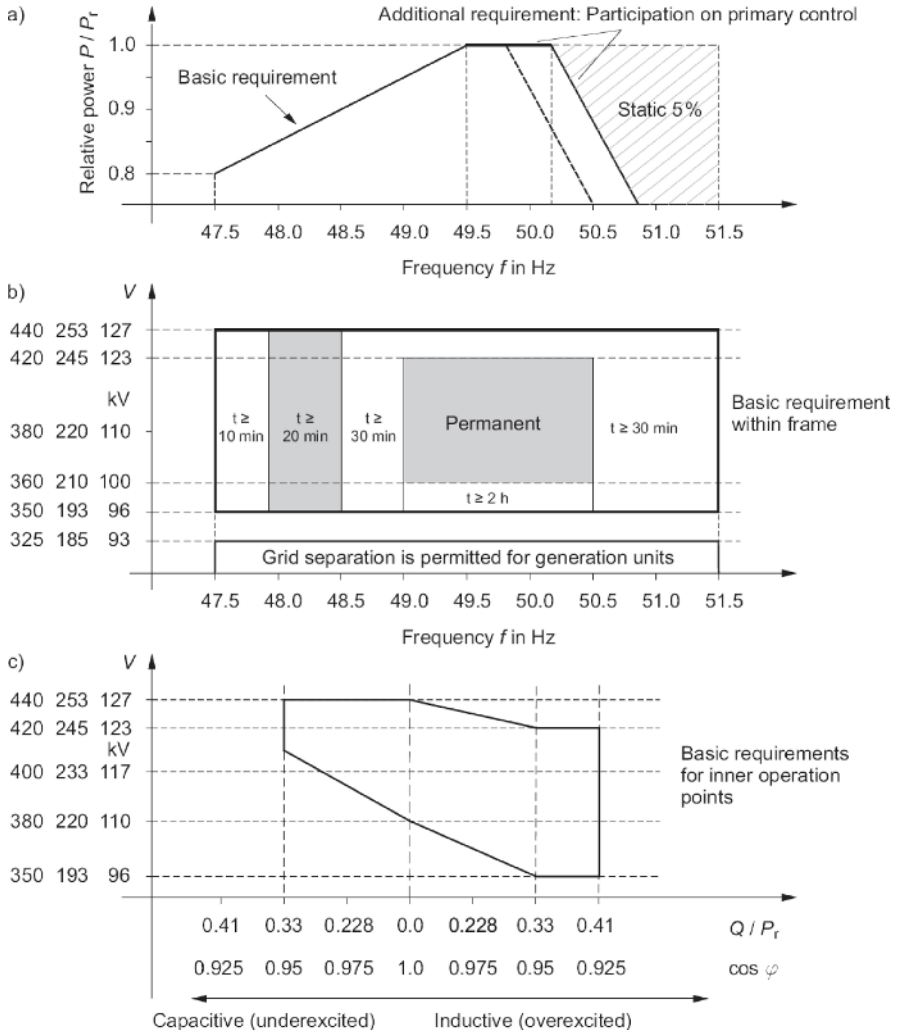 a)
Additional requirement: Participation on primary control
Relative power P / Pr
1.0
0.9
0.8
Basic requirement
Static 5%
47.5 48.0 48.5 49.0 49.5 50.0 50.5 51.0 51.5
Frequency f in Hz
b)
V
440 253 127
420 245 123
kV
380 220 110
360 210 100
350 193 96
325 185 93
t ≥ 10 min
t ≥ 20 min
t ≥ 30 min
Permanent
t ≥ 30 min
t ≥ 2 h
Basic requirement
within frame
Grid separation is permitted for generation units
47.5 48.0 48.5 49.0 49.5 50.0 50.5 51.0 51.5
Frequency f in Hz
c)
V
440 253 127
420 245 123
kV
400 233 117
380 220 110
350 193 96
Basic requirements
for inner operation
points
0.41 0.33 0.228 0.0 0.228 0.33 0.41 Q / Pr
0.925 0.95 0.975 1.0 0.975 0.95 0.925 cos φ
Capacitive (underexcited) Inductive (overexcited)